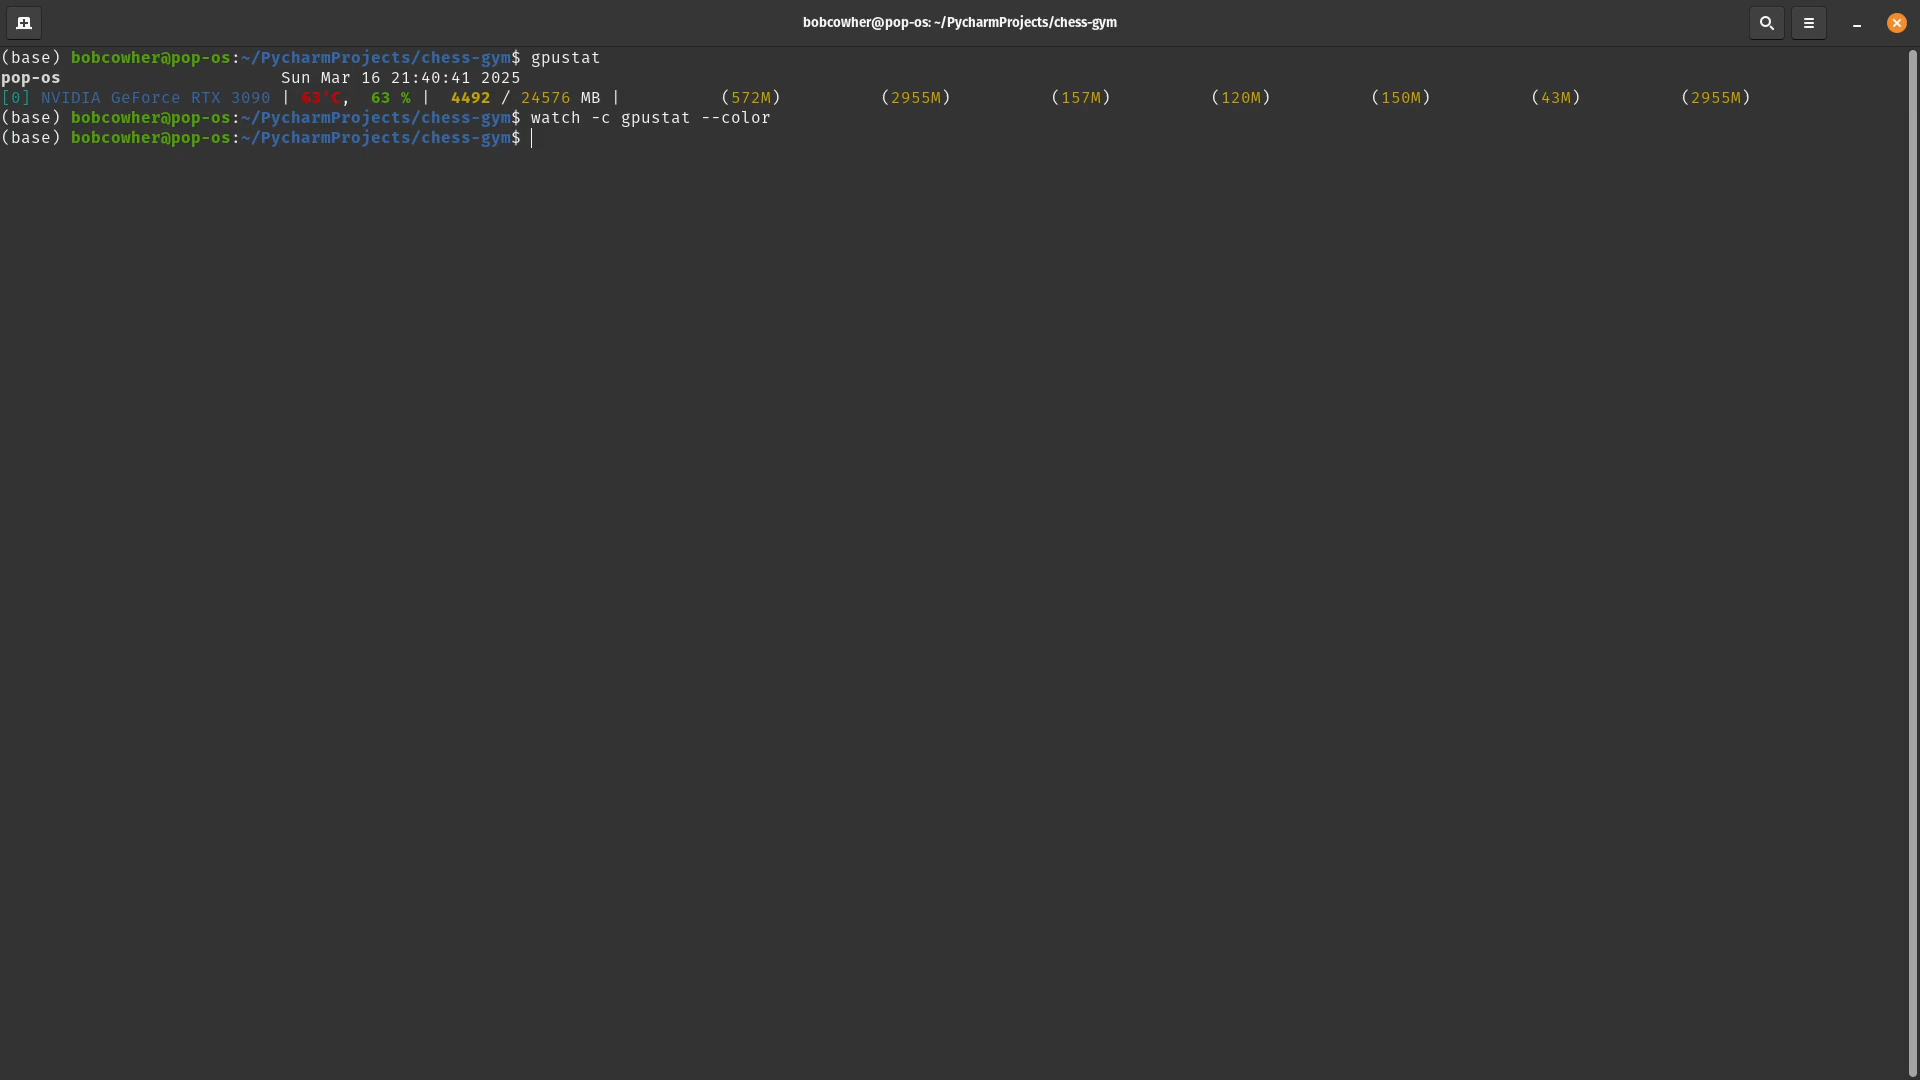 bobcowher@pop-os: ~/PycharmProjects/chess-gym
(base) bobcowher@pop-os:~/PycharmProjects/chess-gym$ gpustat
pop-os                      Sun Mar 16 21:40:41 2025
[0] NVIDIA GeForce RTX 3090 | 63°C,  63 % |  4492 / 24576 MB |          (572M)          (2955M)          (157M)          (120M)          (150M)          (43M)          (2955M)
(base) bobcowher@pop-os:~/PycharmProjects/chess-gym$ watch -c gpustat --color
(base) bobcowher@pop-os:~/PycharmProjects/chess-gym$